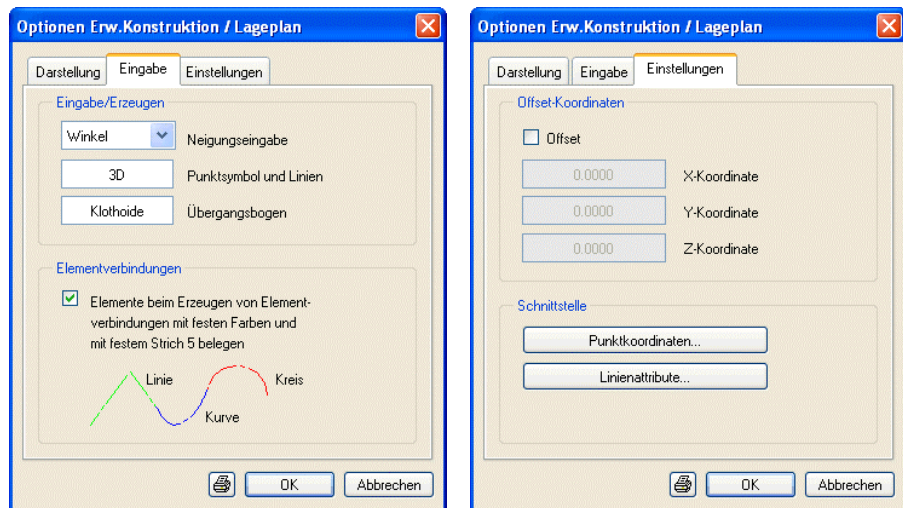 Optionen Erw.Konstruktion / Lageplan
Darstellung Eingabe Einstellungen
Eingabe/Erzeugen
Winkel Neigungseingabe
3D Punktsymbol und Linien
Klothoide Übergangsbogen
Elementverbindungen
Elemente beim Erzeugen von Element-
verbindungen mit festen Farben und
mit festem Strich 5 belegen
Linie Kreis
Kurve
OK Abbrechen
Optionen Erw.Konstruktion / Lageplan
Darstellung Eingabe Einstellungen
Offset-Koordinaten
Offset
0.0000 X-Koordinate
0.0000 Y-Koordinate
0.0000 Z-Koordinate
Schnittstelle
Punktkoordinaten...
Linienattribute...
OK Abbrechen